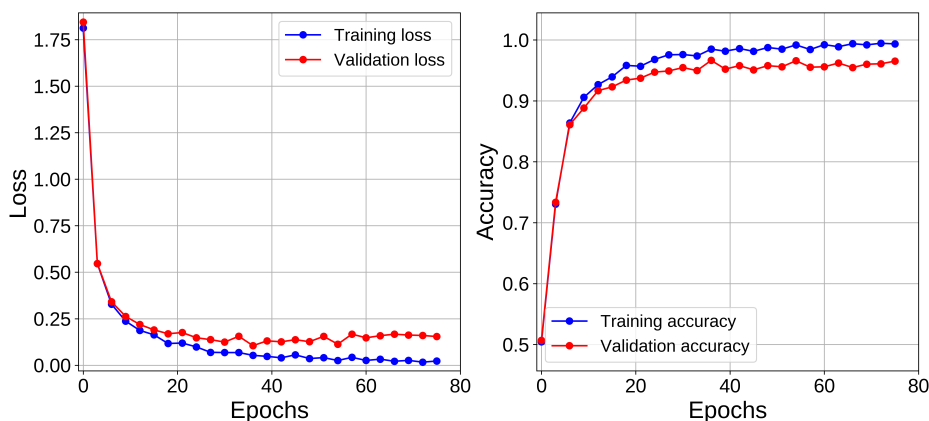 Training loss
Validation loss
1.75
1.50
1.25
1.00
0.75
0.50
0.25
0.00
Loss
0 20 40 60 80
Epochs
1.0
0.9
0.8
0.7
0.6
0.5
Accuracy
Training accuracy
Validation accuracy
0 20 40 60 80
Epochs